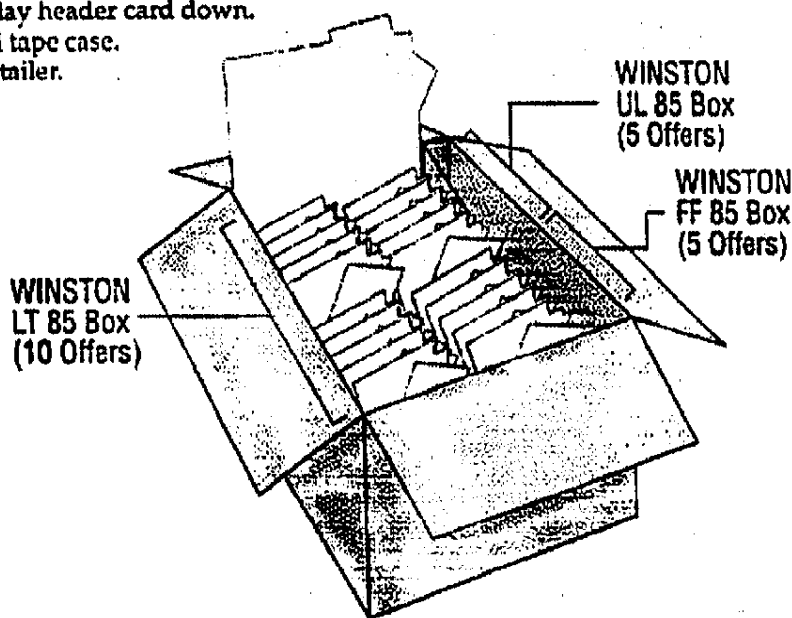 lay header card down.
tape case.
tailer.
WINSTON
UL 85 Box
(5 Offers)
WINSTON
FF 85 Box
(5 Offers)
WINSTON
LT 85 Box
(10 Offers)